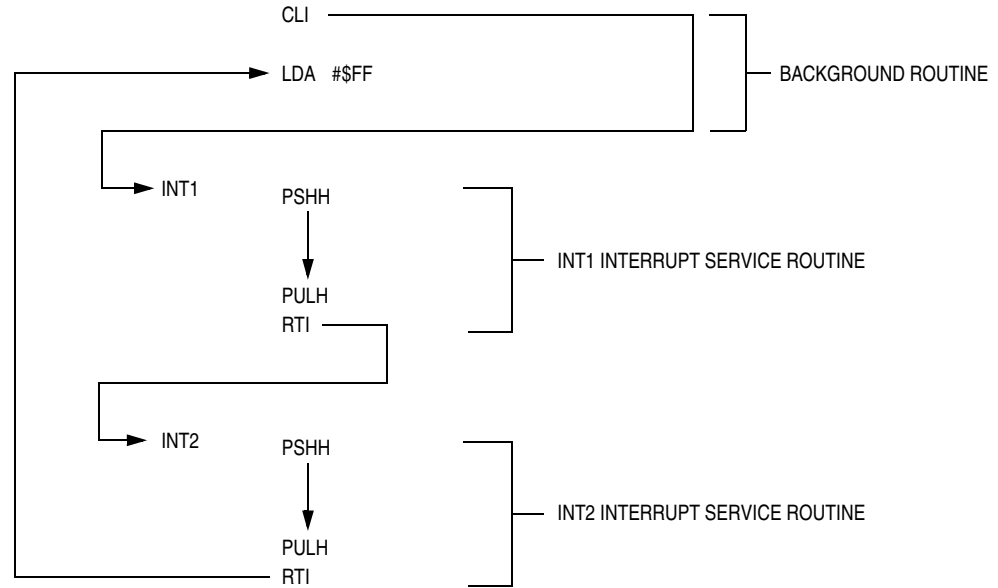 CLI
LDA #$FF
BACKGROUND ROUTINE
INT1
PSHH
INT1 INTERRUPT SERVICE ROUTINE
PULH
RTI
INT2
PSHH
INT2 INTERRUPT SERVICE ROUTINE
PULH
RTI